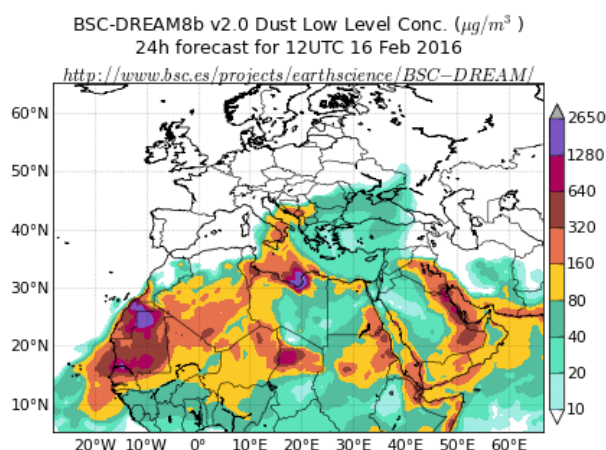 BSC-DREAM8b v2.0 Dust Low Level Conc. (μg/m³ )
24h forecast for 12UTC 16 Feb 2016
http://www.bsc.es/projects/earthscience/BSC−DREAM/
60°N
50°N
40°N
30°N
20°N
10°N
20°W 10°W 0° 10°E 20°E 30°E 40°E 50°E 60°E
2650
1280
640
320
160
80
40
20
10